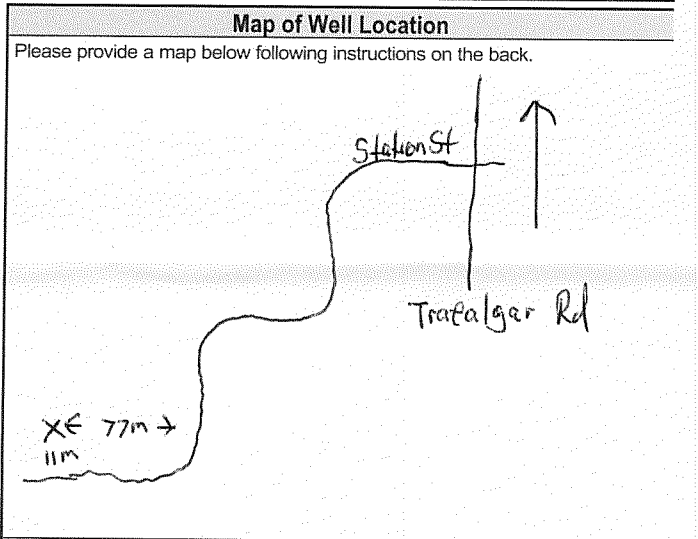 Map of Well Location
Please provide a map below following instructions on the back.
Station St
Trafalgar Rd
X← 77m →
11m